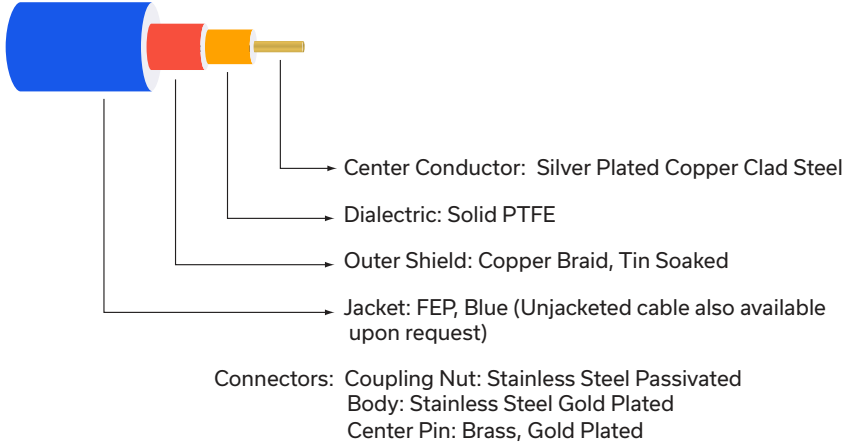 Center Conductor:  Silver Plated Copper Clad Steel
Dialectric: Solid PTFE
Outer Shield: Copper Braid, Tin Soaked
Jacket: FEP, Blue (Unjacketed cable also available
upon request)
Connectors:  Coupling Nut: Stainless Steel Passivated
Body: Stainless Steel Gold Plated
Center Pin: Brass, Gold Plated